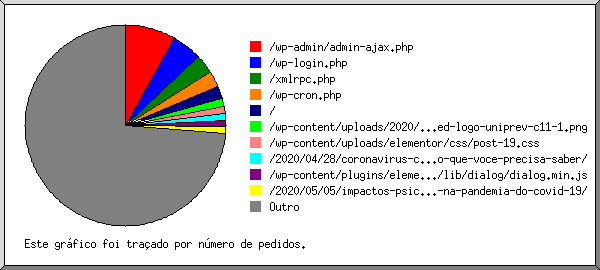 /wp-admin/admin-ajax.php
/wp-login.php
/xmlrpc.php
/wp-cron.php
/
/wp-content/uploads/2020/...ed-logo-uniprev-c11-1.png
/wp-content/uploads/elementor/css/post-19.css
/2020/04/28/coronavirus-c...o-que-voce-precisa-saber/
/wp-content/plugins/eleme.../lib/dialog/dialog.min.js
/2020/05/05/impactos-psic...-na-pandemia-do-covid-19/
Outro
Este gráfico foi traçado por número de pedidos.